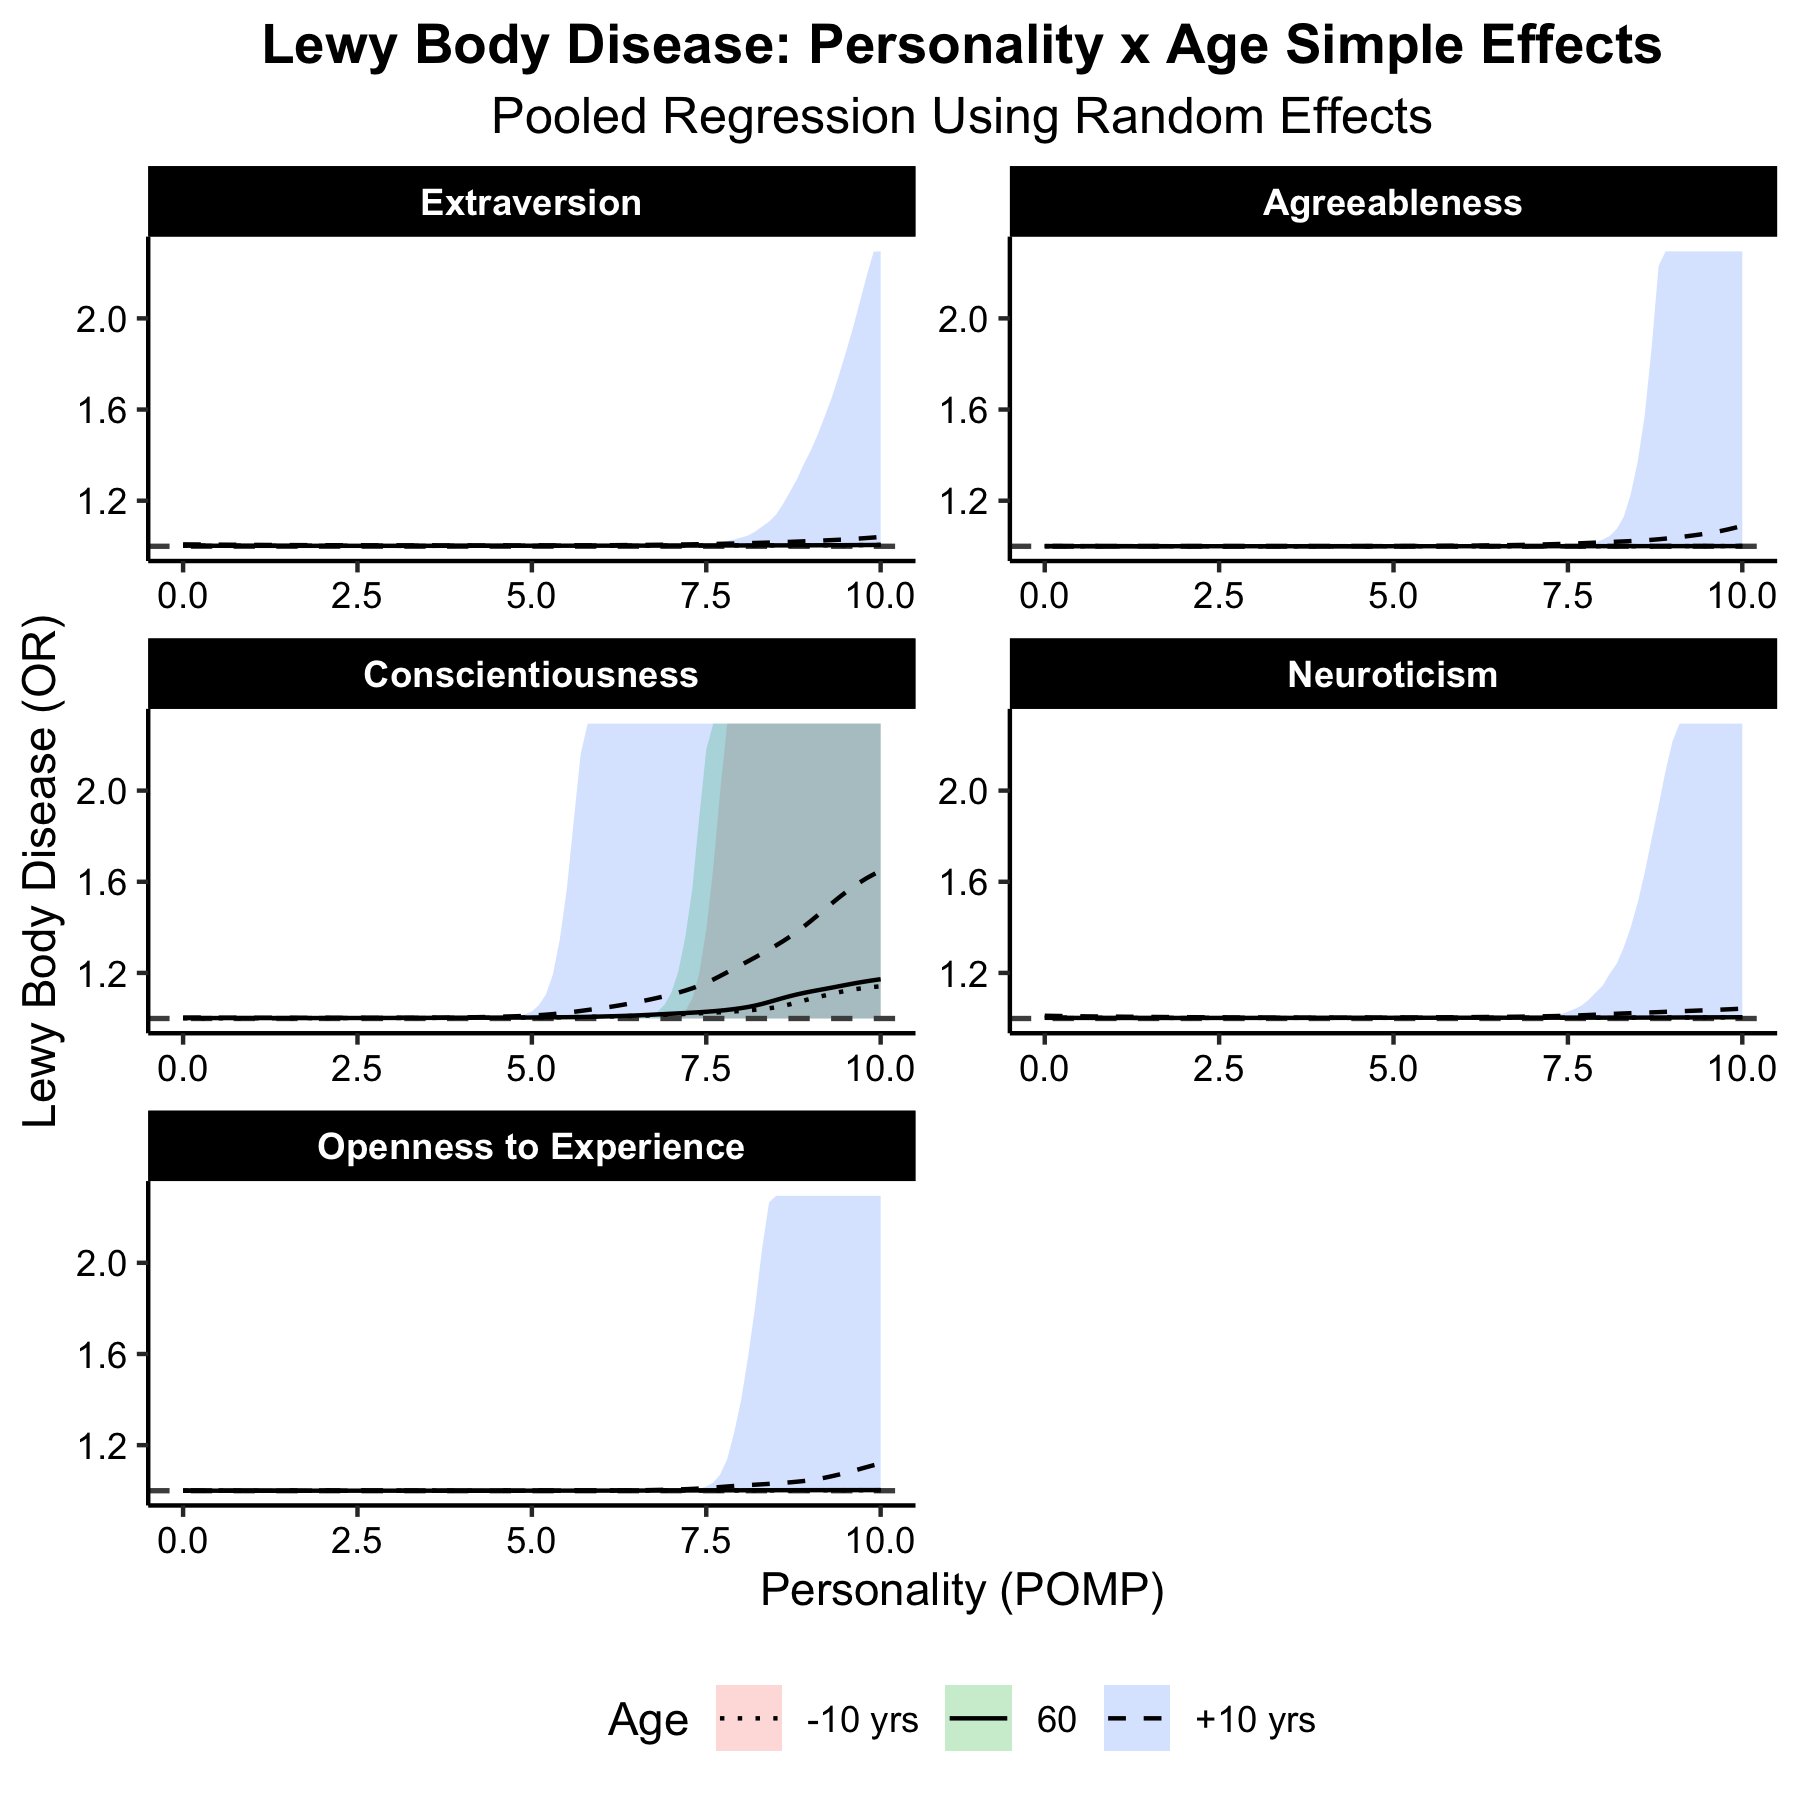 Lewy Body Disease: Personality x Age Simple Effects
Pooled Regression Using Random Effects
Extraversion
2.0
1.6
1.2
0.0 2.5 5.0 7.5 10.0
Agreeableness
2.0
1.6
1.2
0.0 2.5 5.0 7.5 10.0
Lewy Body Disease (OR)
Conscientiousness
2.0
1.6
1.2
0.0 2.5 5.0 7.5 10.0
Neuroticism
2.0
1.6
1.2
0.0 2.5 5.0 7.5 10.0
Openness to Experience
2.0
1.6
1.2
0.0 2.5 5.0 7.5 10.0
Personality (POMP)
Age -10 yrs 60 +10 yrs